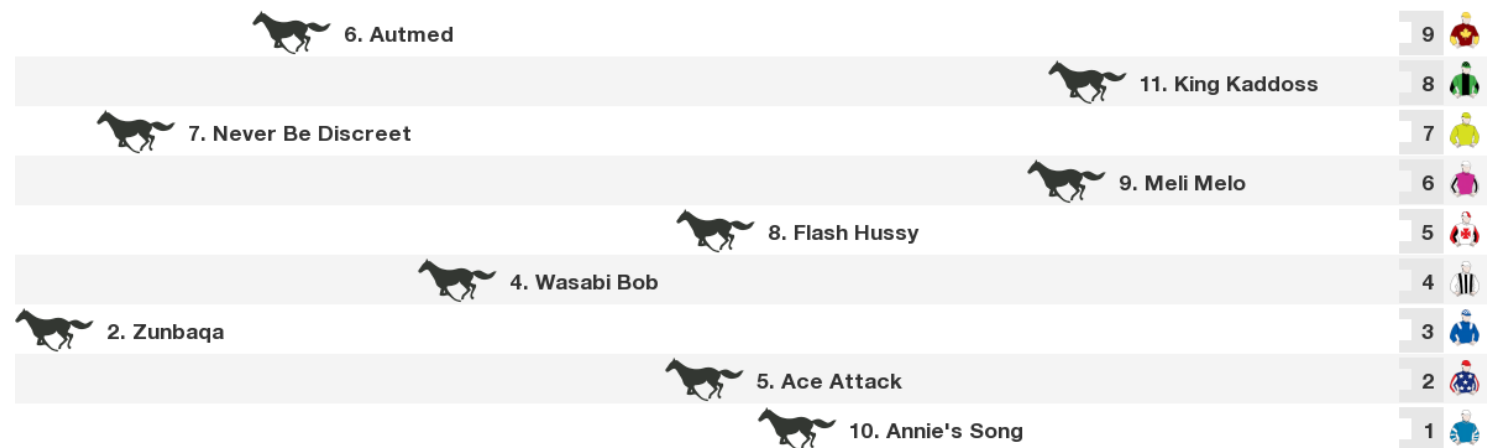 6. Autmed 9
11. King Kaddoss 8
7. Never Be Discreet 7
9. Meli Melo 6
8. Flash Hussy 5
4. Wasabi Bob 4
2. Zunbaqa 3
5. Ace Attack 2
10. Annie's Song 1